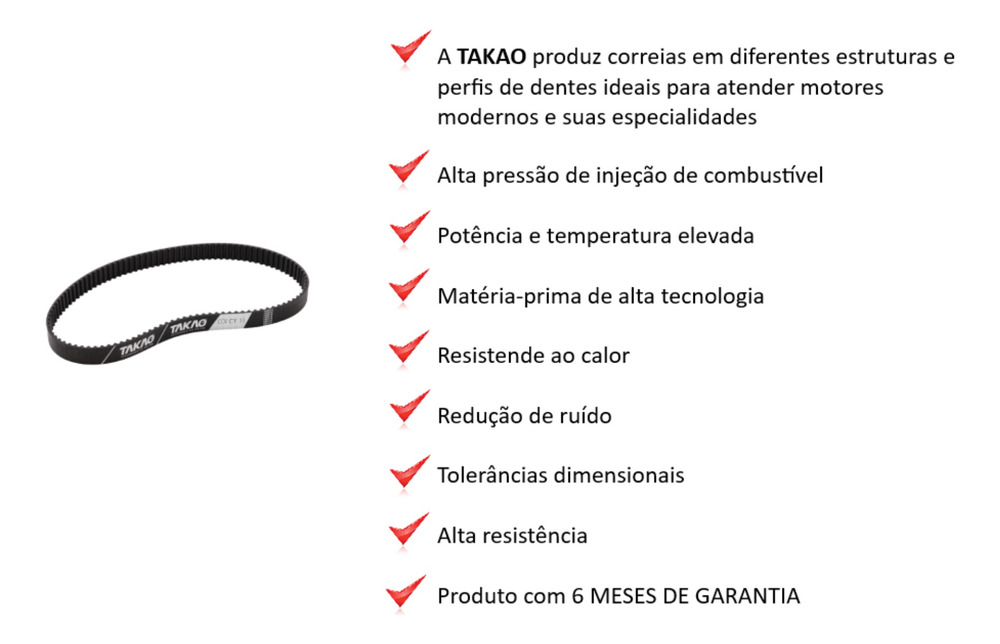 A TAKAO produz correias em diferentes estruturas e
perfis de dentes ideais para atender motores
modernos e suas especialidades
Alta pressão de injeção de combustível
Potência e temperatura elevada
Matéria-prima de alta tecnologia
Resistende ao calor
Redução de ruído
Tolerâncias dimensionais
Alta resistência
Produto com 6 MESES DE GARANTIA
TAKAO
TAKAO